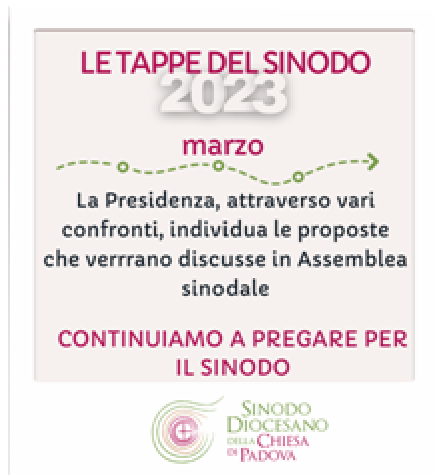 LE TAPPE DEL SINODO
2023
marzo
La Presidenza, attraverso vari
confronti, individua le proposte
che verrrano discusse in Assemblea
sinodale
CONTINUIAMO A PREGARE PER
IL SINODO
SINODO
DIOCESANO
DELLA CHIESA
DI PADOVA